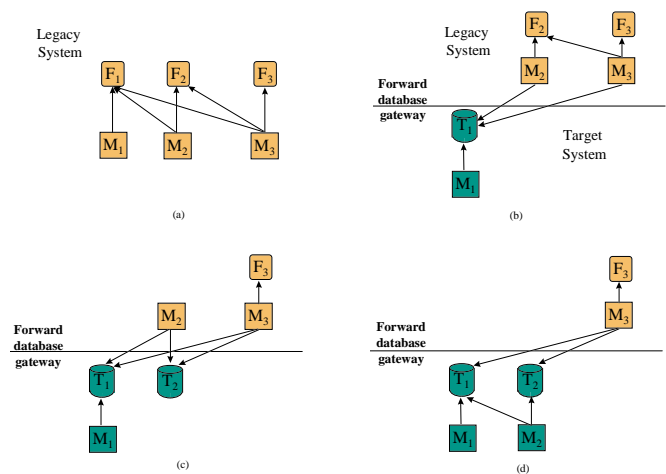 Legacy
System
F1 F2 F3
M1 M2 M3
(a)
Legacy
System
F2 F3
M2 M3
Forward
database
gateway
T1
Target
System
M1
(b)
F3
M2 M3
Forward
database
gateway
T1 T2
M1
(c)
F3
M3
Forward
database
gateway
T1 T2
M1 M2
(d)